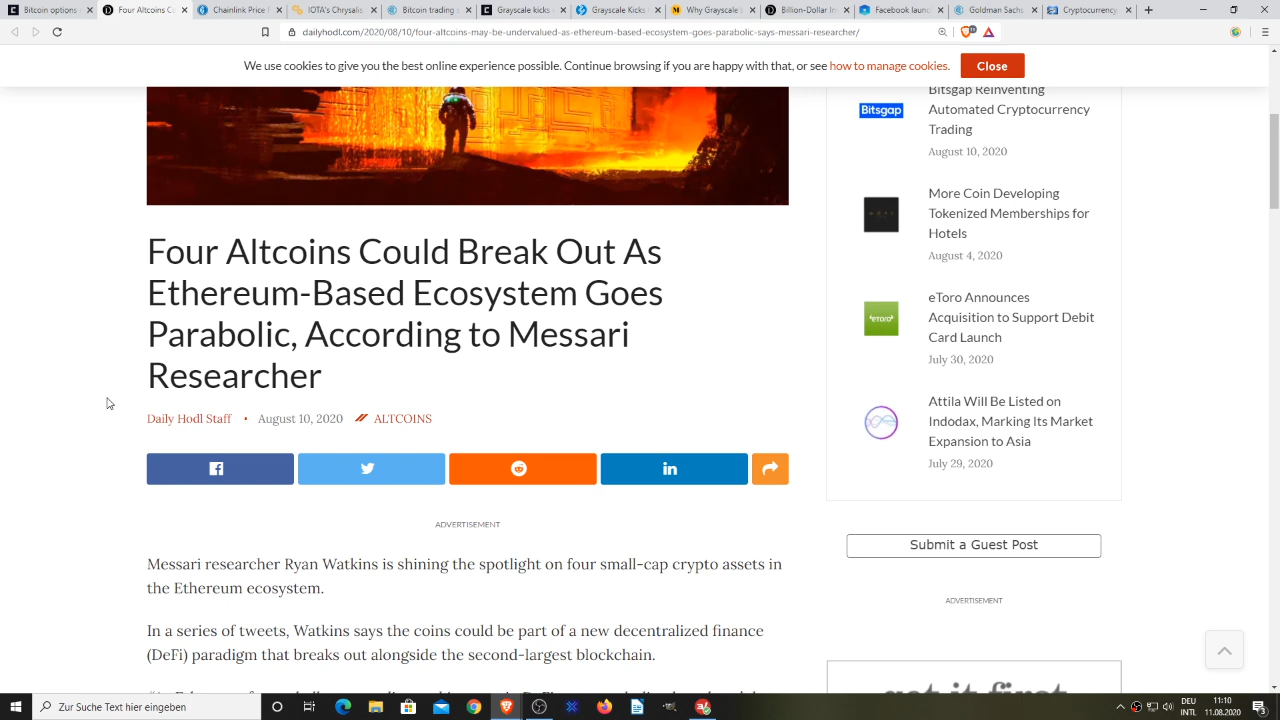 Bitcoin options
Four Altcoins Co
Chainlink Price
IOTA's Chrysalis
Grayscale kicks
Grayscale kicks
Why Grayscale
Billion-Dollar In
Facebook launc
Cryptocurrency
dailyhodl.com/2020/08/10/four-altcoins-may-be-undervalued-as-ethereum-based-ecosystem-goes-parabolic-says-messari-researcher/
We use cookies to give you the best online experience possible. Continue browsing if you are happy with that, or see how to manage cookies.
Close
Four Altcoins Could Break Out As
Ethereum-Based Ecosystem Goes
Parabolic, According to Messari
Researcher
Daily Hodl Staff • August 10, 2020 ALTCOINS
ADVERTISEMENT
Messari researcher Ryan Watkins is shining the spotlight on four small-cap crypto assets in
the Ethereum ecosystem.
In a series of tweets, Watkins says the coins could be part of a new decentralized finance
(DeFi) paradigm that breaks out alongside the second-largest blockchain.
Bitsgap
Bitsgap Reinventing
Automated Cryptocurrency
Trading
August 10, 2020
More Coin Developing
Tokenized Memberships for
Hotels
August 4, 2020
eToro
eToro Announces
Acquisition to Support Debit
Card Launch
July 30, 2020
Attila Will Be Listed on
Indodax, Marking Its Market
Expansion to Asia
July 29, 2020
Submit a Guest Post
ADVERTISEMENT
get it first
Zur Suche Text hier eingeben
DEU
INTL
11:10
11.08.2020